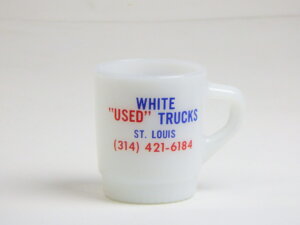 WHITE
"USED" TRUCKS
ST. LOUIS
(314) 421-6184